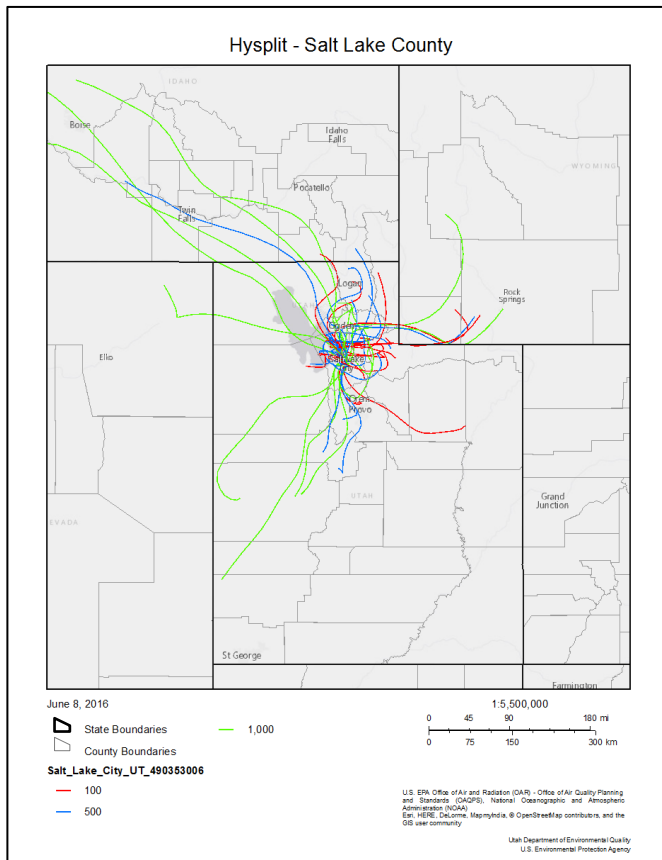 Hysplit - Salt Lake County
IDAHO
Boise
Idaho
Falls
WYOMING
Pocatello
Twin
Falls
Logan
Rock
Springs
Ogden
Elko
Salt Lake
City
Orem
Provo
UTAH
Grand
Junction
EVADA
St George
Farmington
June 8, 2016
1:5,500,000
State Boundaries
1,000
0 45 90 180 mi
County Boundaries
0 75 150 300 km
Salt_Lake_City_UT_490353006
100
500
U.S. EPA Office of Air and Radiation (OAR) - Office of Air Quality Planning
and Standards (OAQPS), National Oceanographic and Atmospheric
Administration (NOAA)
Esri, HERE, DeLorme, MapmyIndia, © OpenStreetMap contributors, and the
GIS user community
Utah Department of Environmental Quality
U.S. Environmental Protection Agency